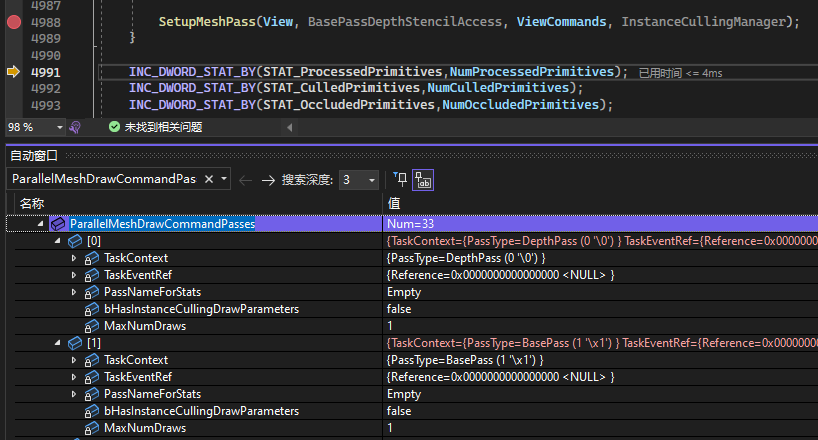 4987
4988 SetupMeshPass(View, BasePassDepthStencilAccess, ViewCommands, InstanceCullingManager);
4989 }
4990
4991 INC_DWORD_STAT_BY(STAT_ProcessedPrimitives,NumProcessedPrimitives); 已用时间 <= 4ms
4992 INC_DWORD_STAT_BY(STAT_CulledPrimitives,NumCulledPrimitives);
4993 INC_DWORD_STAT_BY(STAT_OccludedPrimitives,NumOccludedPrimitives);
98 % 未找到相关问题
自动窗口
ParallelMeshDrawCommandPas 搜索深度: 3
名称 值
ParallelMeshDrawCommandPasses Num=33
[0] {TaskContext={PassType=DepthPass (0 '\0') } TaskEventRef={Reference=0x0000000
TaskContext {PassType=DepthPass (0 '\0') }
TaskEventRef {Reference=0x0000000000000000 <NULL> }
PassNameForStats Empty
bHasInstanceCullingDrawParameters false
MaxNumDraws 1
[1] {TaskContext={PassType=BasePass (1 '\x1') } TaskEventRef={Reference=0x00000000
TaskContext {PassType=BasePass (1 '\x1') }
TaskEventRef {Reference=0x0000000000000000 <NULL> }
PassNameForStats Empty
bHasInstanceCullingDrawParameters false
MaxNumDraws 1